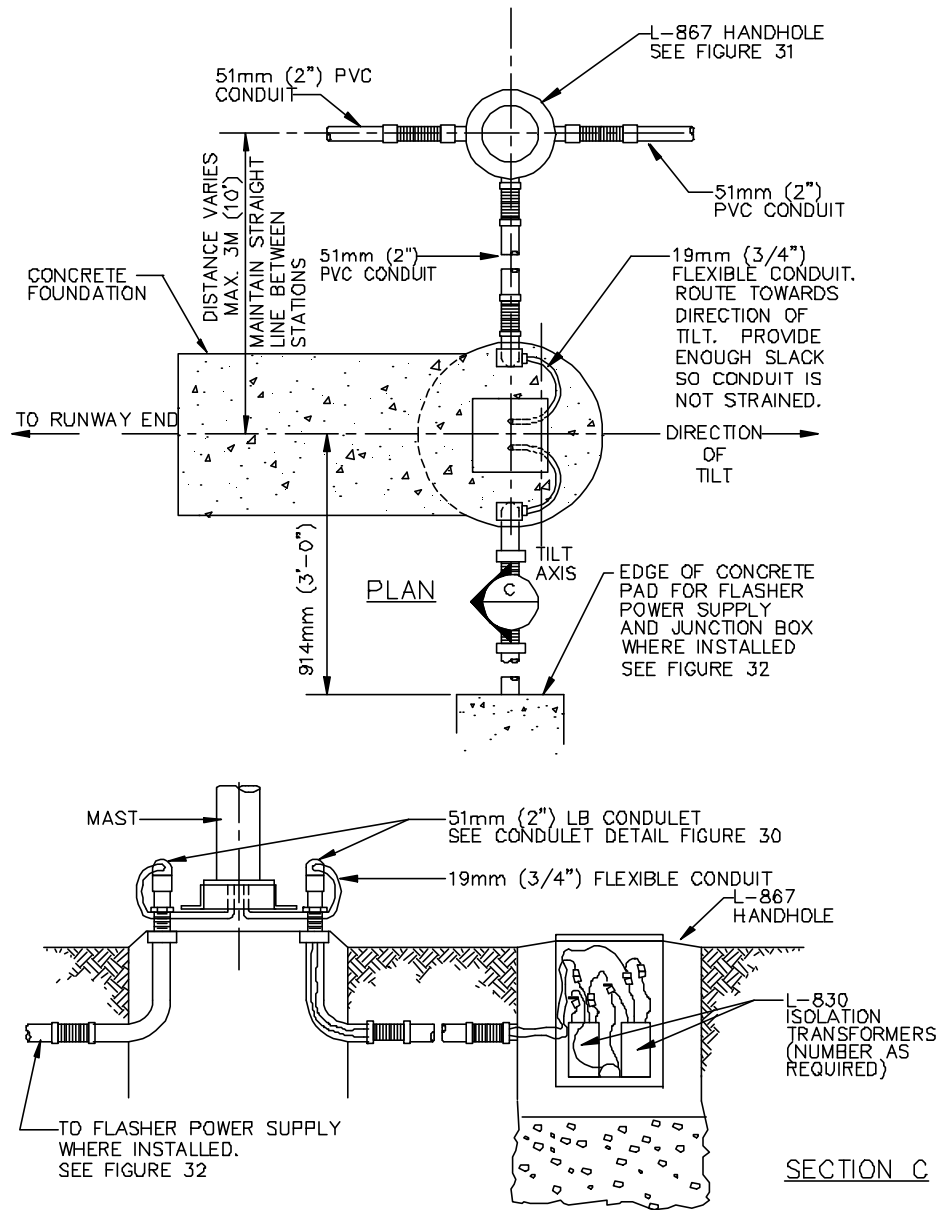 L-867 HANDHOLE
SEE FIGURE 31
51mm (2") PVC
CONDUIT
DISTANCE VARIES
MAX. 3M (10')
MAINTAIN STRAIGHT
LINE BETWEEN
STATIONS
51mm (2")
PVC CONDUIT
51mm (2")
PVC CONDUIT
19mm (3/4")
FLEXIBLE CONDUIT.
ROUTE TOWARDS
DIRECTION OF
TILT. PROVIDE
ENOUGH SLACK
SO CONDUIT IS
NOT STRAINED.
CONCRETE
FOUNDATION
TO RUNWAY END
DIRECTION
OF
TILT
914mm (3'-0")
PLAN
TILT
AXIS
C
EDGE OF CONCRETE
PAD FOR FLASHER
POWER SUPPLY
AND JUNCTION BOX
WHERE INSTALLED
SEE FIGURE 32
MAST
51mm (2") LB CONDULET
SEE CONDULET DETAIL FIGURE 30
19mm (3/4") FLEXIBLE CONDUIT
L-867
HANDHOLE
L-830
ISOLATION
TRANSFORMERS
(NUMBER AS
REQUIRED)
TO FLASHER POWER SUPPLY
WHERE INSTALLED.
SEE FIGURE 32
SECTION C